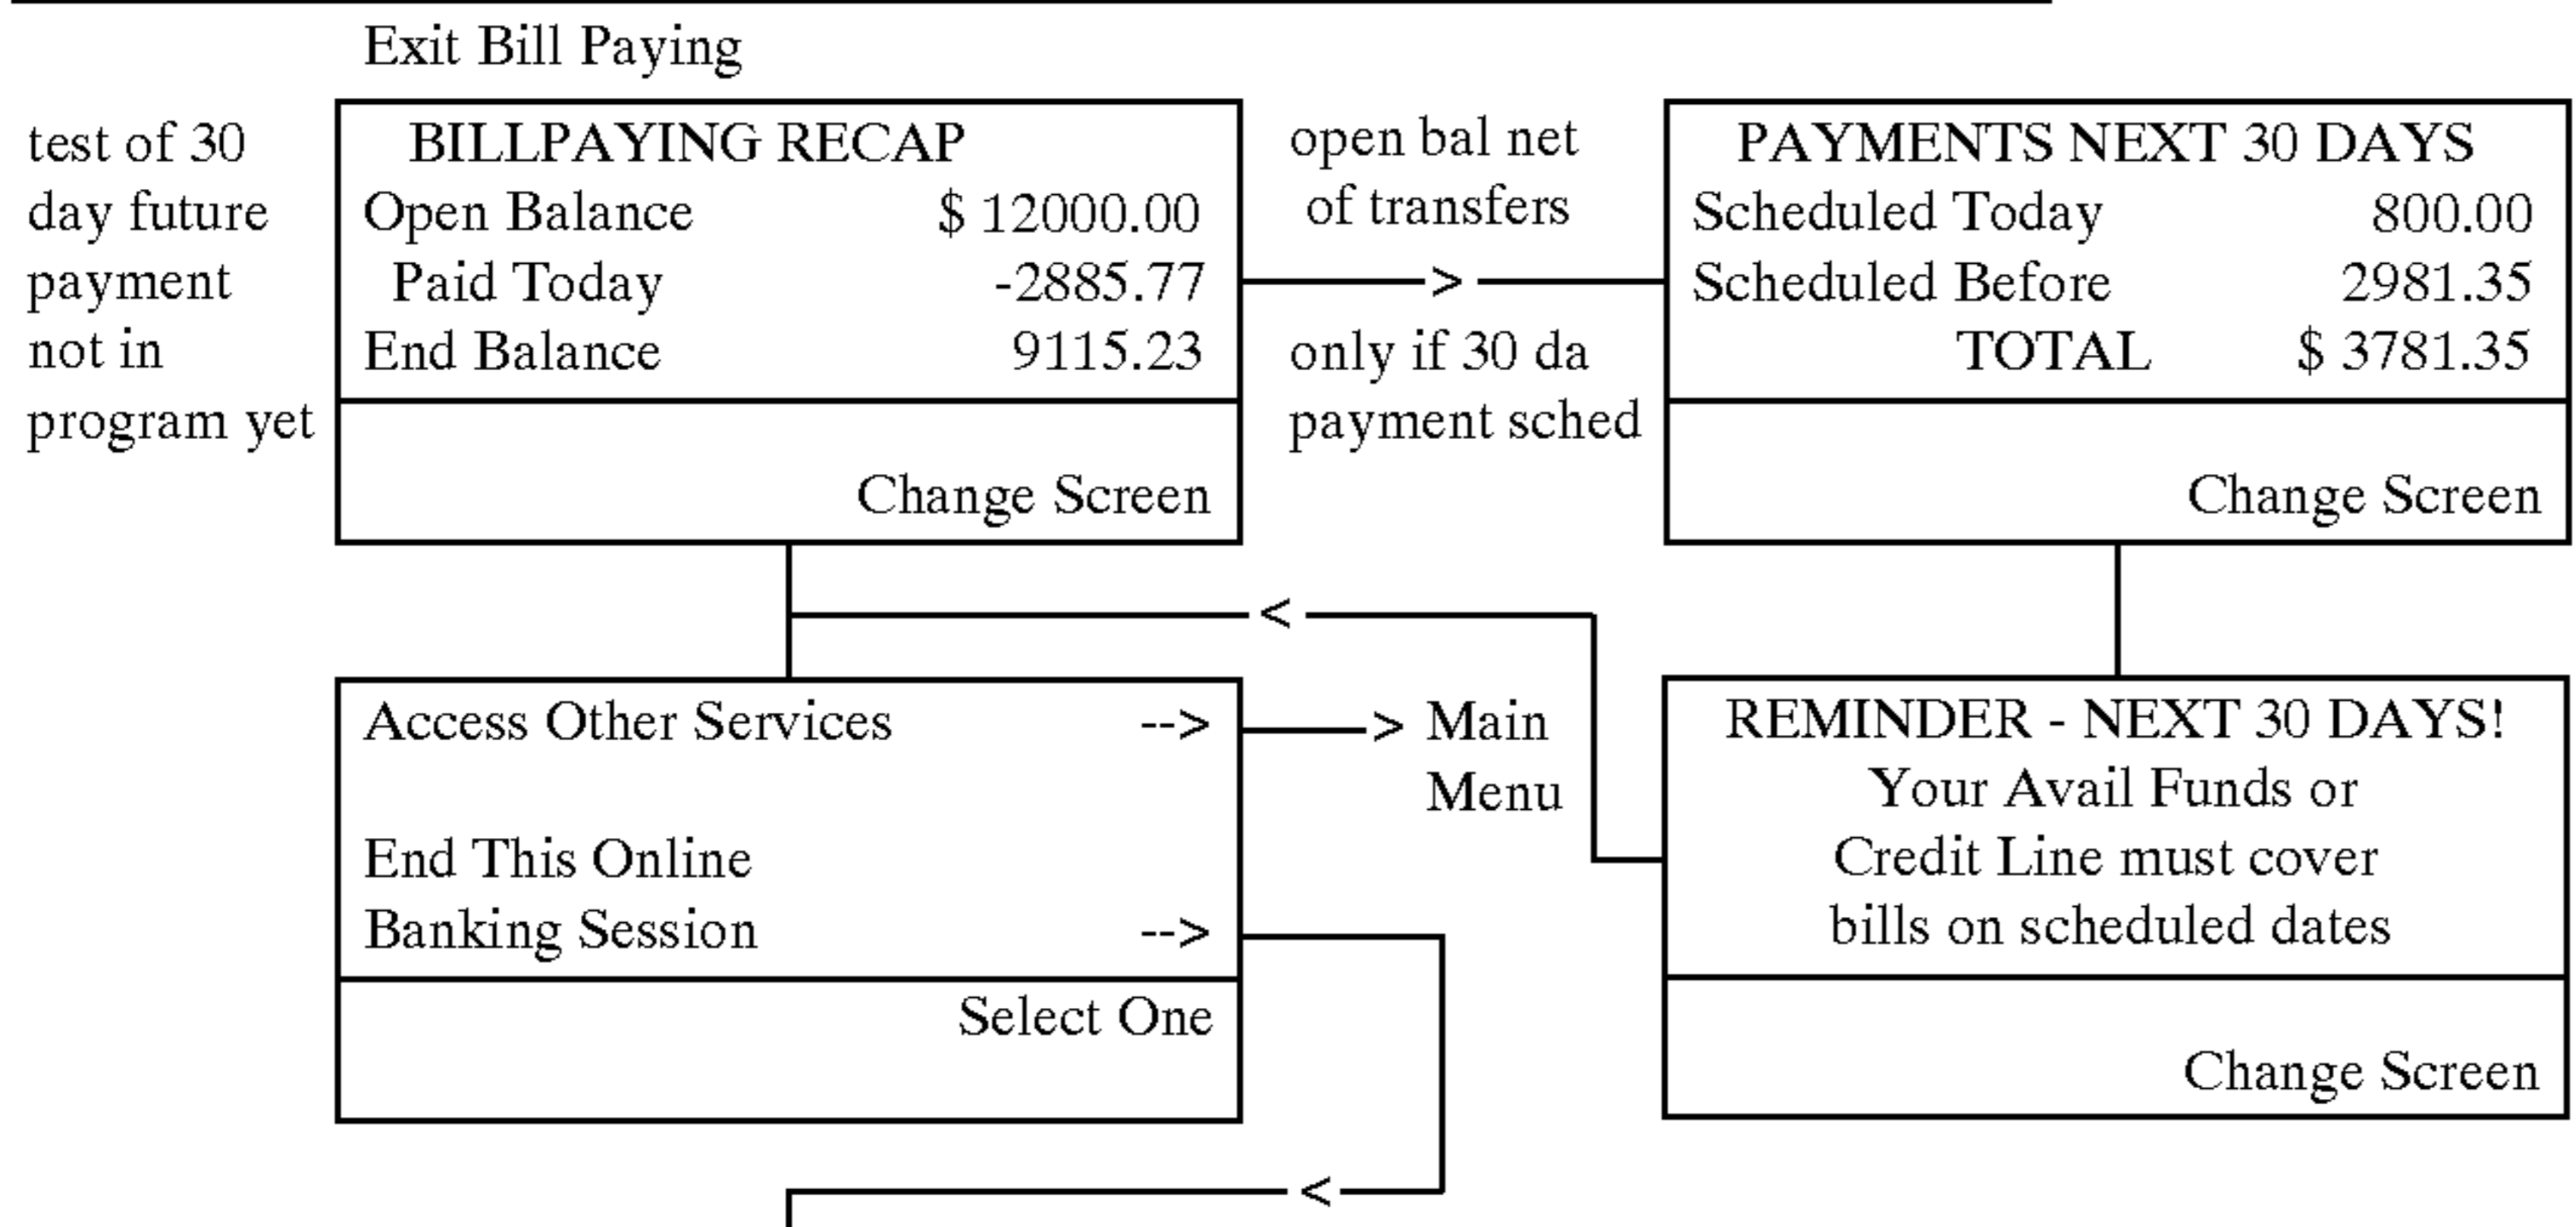 Exit Bill Paying
test of 30
day future
payment
not in
program yet
BILLPAYING RECAP
Open Balance $ 12000.00
Paid Today -2885.77
End Balance 9115.23
Change Screen
open bal net
of transfers
>
only if 30 da
payment sched
PAYMENTS NEXT 30 DAYS
Scheduled Today 800.00
Scheduled Before 2981.35
TOTAL $ 3781.35
Change Screen
<
Access Other Services -->
End This Online
Banking Session -->
Select One
> Main
Menu
REMINDER - NEXT 30 DAYS!
Your Avail Funds or
Credit Line must cover
bills on scheduled dates
Change Screen
<